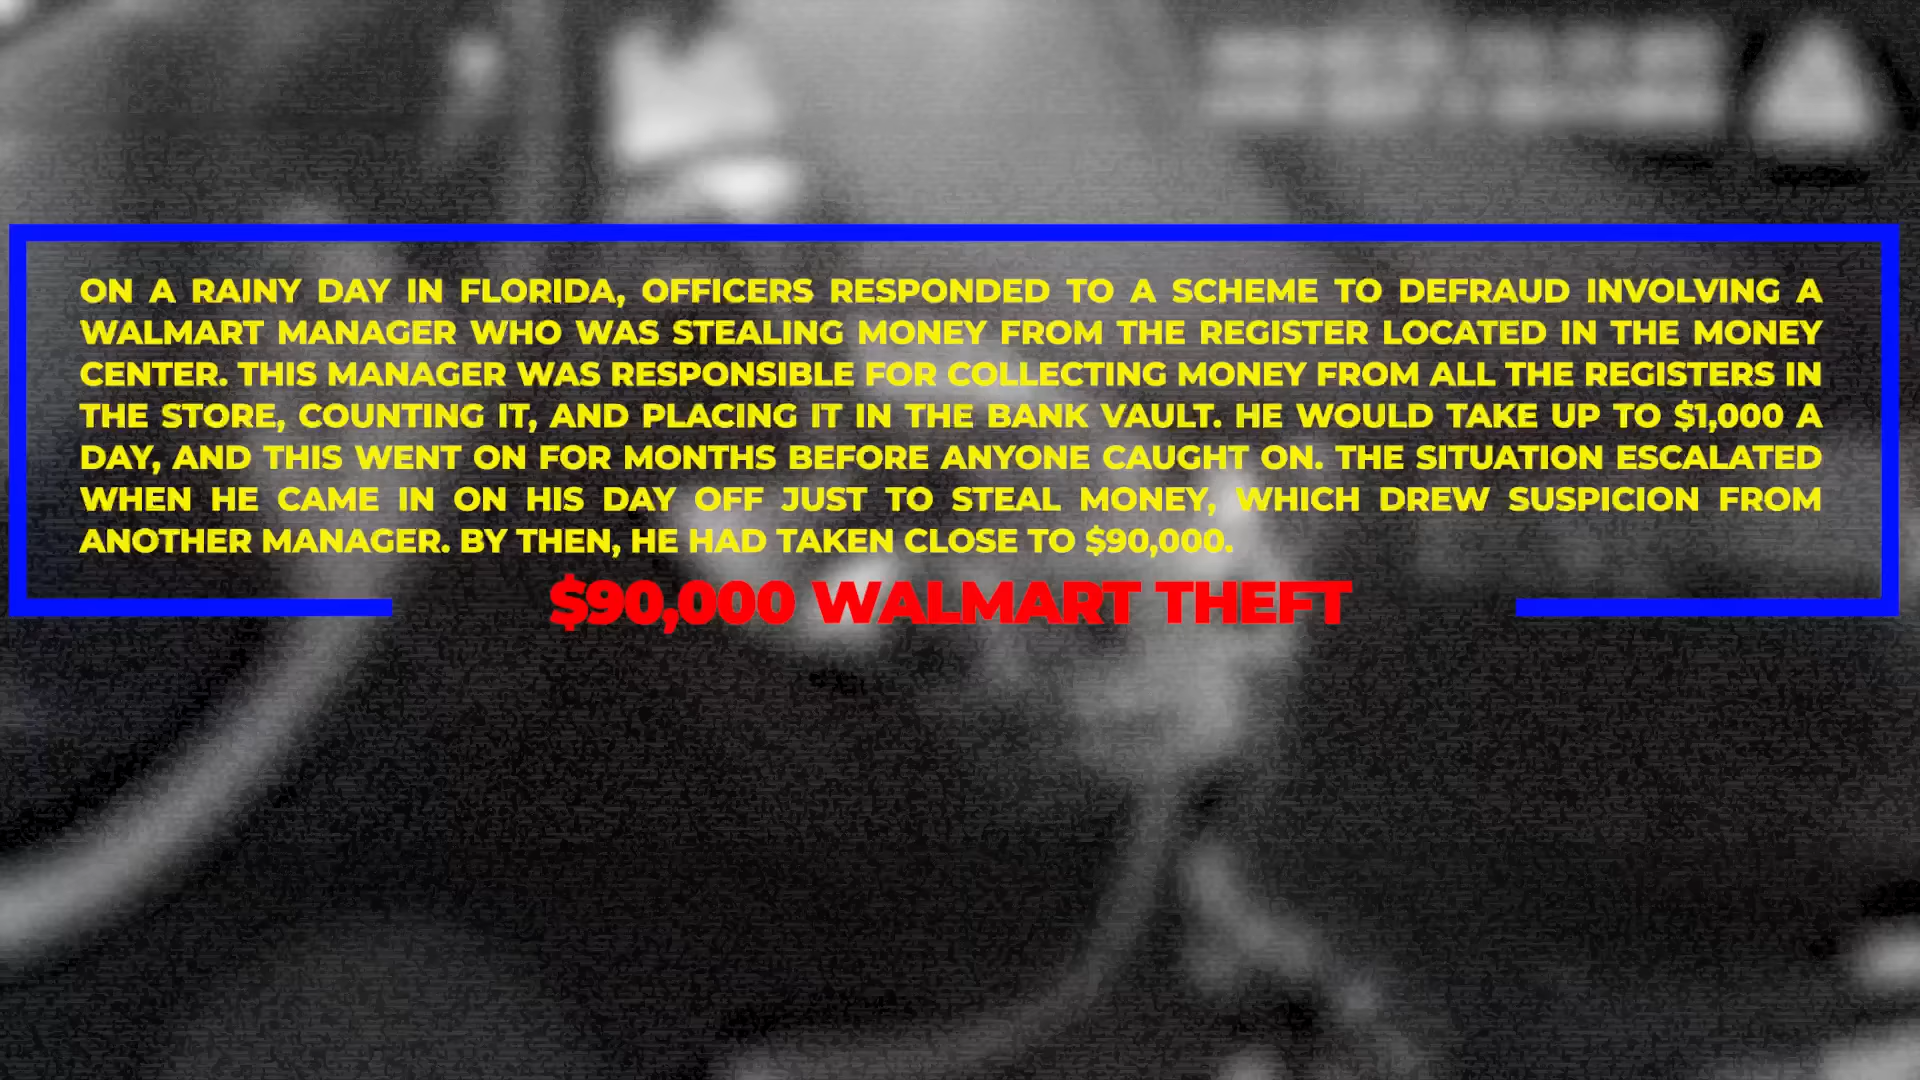 ON A RAINY DAY IN FLORIDA, OFFICERS RESPONDED TO A SCHEME TO DEFRAUD INVOLVING A
WALMART MANAGER WHO WAS STEALING MONEY FROM THE REGISTER LOCATED IN THE MONEY
CENTER. THIS MANAGER WAS RESPONSIBLE FOR COLLECTING MONEY FROM ALL THE REGISTERS IN
THE STORE, COUNTING IT, AND PLACING IT IN THE BANK VAULT. HE WOULD TAKE UP TO $1,000 A
DAY, AND THIS WENT ON FOR MONTHS BEFORE ANYONE CAUGHT ON. THE SITUATION ESCALATED
WHEN HE CAME IN ON HIS DAY OFF JUST TO STEAL MONEY, WHICH DREW SUSPICION FROM
ANOTHER MANAGER. BY THEN, HE HAD TAKEN CLOSE TO $90,000.
$90,000 WALMART THEFT